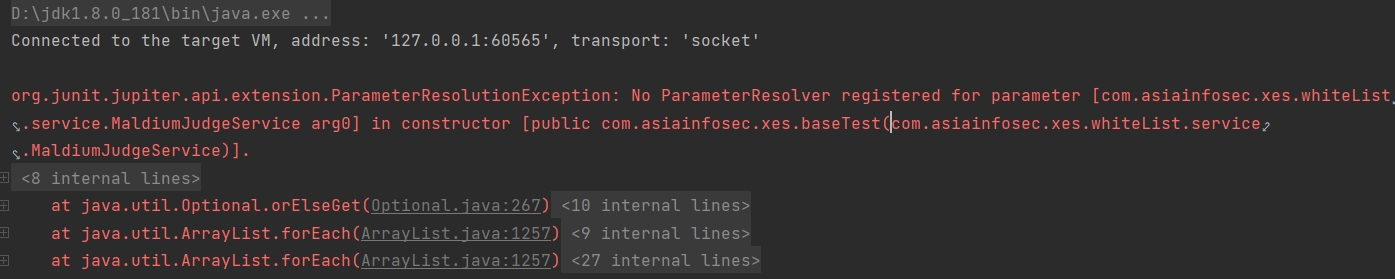 D:\jdk1.8.0_181\bin\java.exe ...
Connected to the target VM, address: '127.0.0.1:60565', transport: 'socket'
org.junit.jupiter.api.extension.ParameterResolutionException: No ParameterResolver registered for parameter [com.asiainfosec.xes.whiteList
.service.MaldiumJudgeService arg0] in constructor [public com.asiainfosec.xes.baseTest(com.asiainfosec.xes.whiteList.service
.MaldiumJudgeService)].
<8 internal lines>
at java.util.Optional.orElseGet(Optional.java:267) <10 internal lines>
at java.util.ArrayList.forEach(ArrayList.java:1257) <9 internal lines>
at java.util.ArrayList.forEach(ArrayList.java:1257) <27 internal lines>